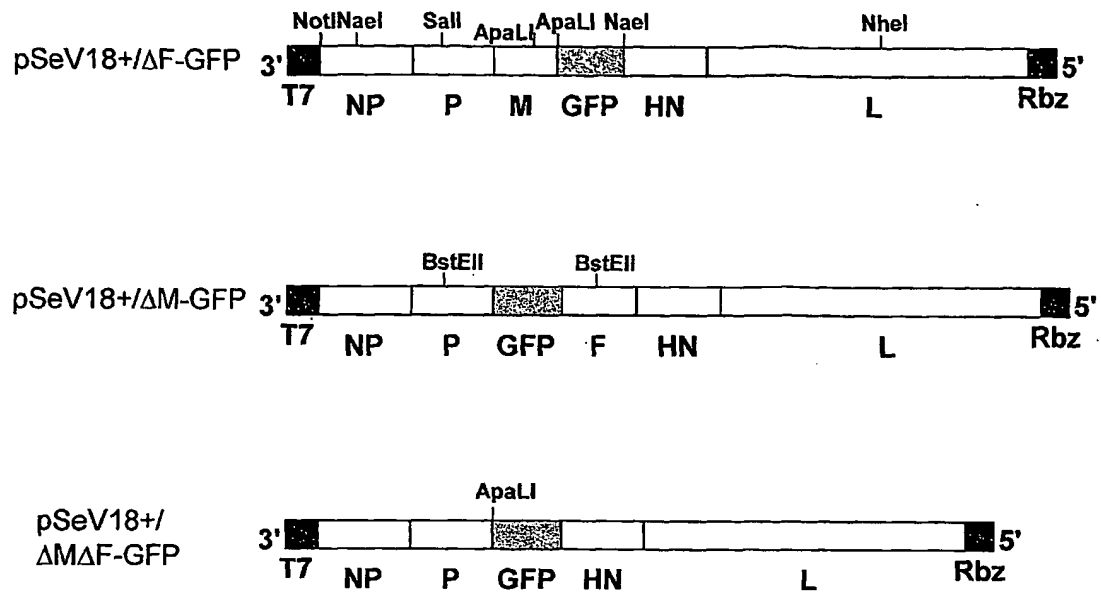 NotI NaeI SalI ApaLI ApaLI NaeI NheI
pSeV18+/ΔF-GFP 3' 5'
T7 NP P M GFP HN L Rbz
BstEII BstEII
pSeV18+/ΔM-GFP 3' 5'
T7 NP P GFP F HN L Rbz
ApaLI
pSeV18+/
ΔMΔF-GFP 3' 5'
T7 NP P GFP HN L Rbz